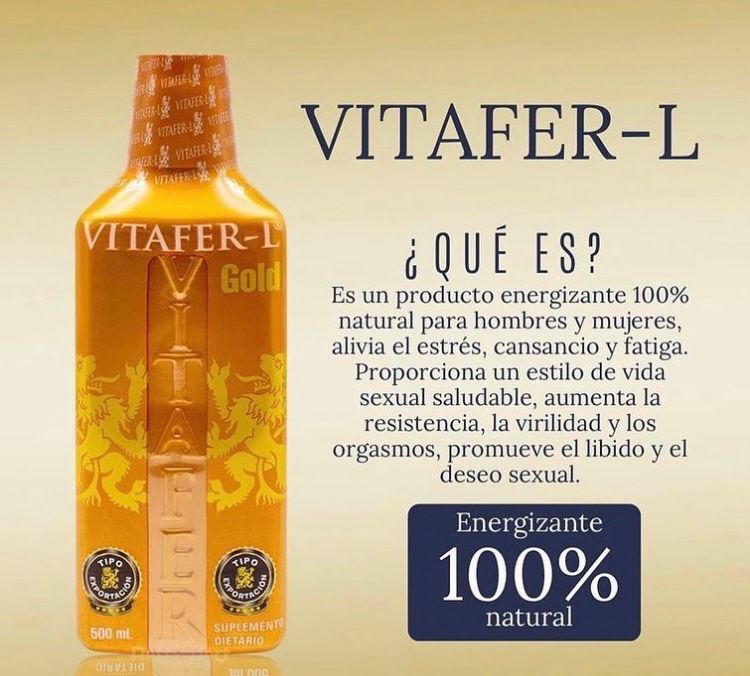 VITAFER-L
VITAFER-L®
Gold
VITAFER
TIPO
EXPORTACIÓN
TIPO
EXPORTACIÓN
500 mL
SUPLEMENTO
DIETARIO
VITAFER-L
¿QUÉ ES?
Es un producto energizante 100%
natural para hombres y mujeres,
alivia el estrés, cansancio y fatiga.
Proporciona un estilo de vida
sexual saludable, aumenta la
resistencia, la virilidad y los
orgasmos, promueve el libido y el
deseo sexual.
Energizante
100%
natural